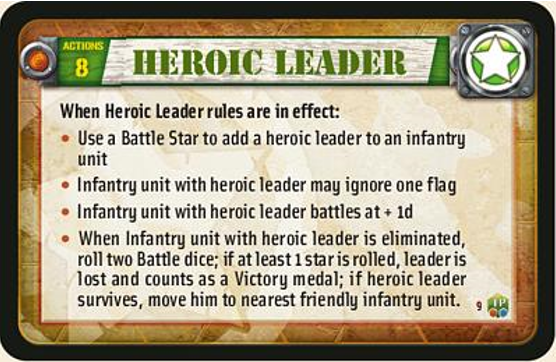 ACTIONS
8
HEROIC LEADER
When Heroic Leader rules are in effect:
• Use a Battle Star to add a heroic leader to an infantry
unit
• Infantry unit with heroic leader may ignore one flag
• Infantry unit with heroic leader battles at + 1d
• When Infantry unit with heroic leader is eliminated,
roll two Battle dice; if at least 1 star is rolled, leader is
lost and counts as a Victory medal; if heroic leader
survives, move him to nearest friendly infantry unit.
9